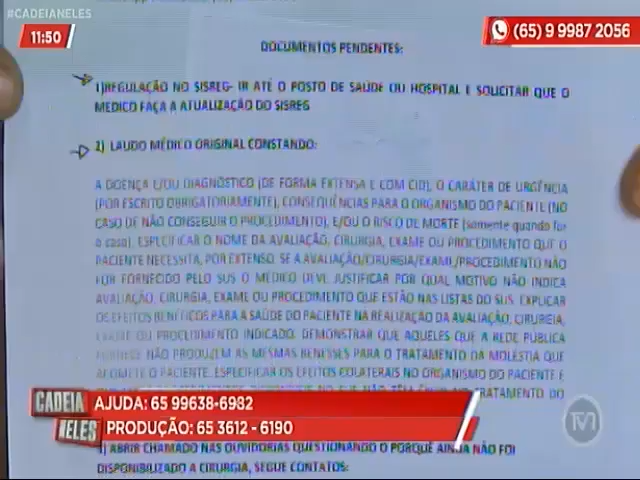 #CADEIANELES
11:50
(65) 9 9987 2056
DOCUMENTOS PENDENTES:
1)REGULAÇÃO NO SISREG- IR ATÉ O POSTO DE SAÚDE OU HOSPITAL E SOLICITAR QUE O
MEDICO FAÇA A ATUALIZAÇÃO DO SISREG
2) LAUDO MÉDICO ORIGINAL CONSTANDO:
A DOENÇA E/OU DIAGNÓSTICO (DE FORMA EXTENSA E COM CID), O CARÁTER DE URGÊNCIA
(POR ESCRITO OBRIGATORIAMENTE), CONSEQUÊNCIAS PARA O ORGANISMO DO PACIENTE (NO
CASO DE NÃO CONSEGUIR O PROCEDIMENTO), E/OU O RISCO DE MORTE (somente quando for
o caso). ESPECIFICAR O NOME DA AVALIAÇÃO, CIRURGIA, EXAME OU PROCEDIMENTO QUE O
PACIENTE NECESSITA, POR EXTENSO. SE A AVALIAÇÃO/CIRURGIA/EXAME/PROCEDIMENTO NÃO
FOR FORNECIDO PELO SUS O MÉDICO DEVE JUSTIFICAR POR QUAL MOTIVO NÃO INDICA
AVALIAÇÃO, CIRURGIA, EXAME OU PROCEDIMENTO QUE ESTÃO NAS LISTAS DO SUS. EXPLICAR
OS EFEITOS BENÉFICOS PARA A SAÚDE DO PACIENTE NA REALIZAÇÃO DA AVALIAÇÃO, CIRURGIA,
EXAME OU PROCEDIMENTO INDICADO. DEMONSTRAR QUE AQUELES QUE A REDE PÚBLICA
FORNECE NÃO PRODUZEM AS MESMAS BENESSES PARA O TRATAMENTO DA MOLÉSTIA QUE
ACOMETE O PACIENTE. ESPECIFICAR OS EFEITOS COLATERAIS NO ORGANISMO DO PACIENTE E
TRATAMENTO DO
CADEIA
NELES
AJUDA: 65 99638-6982
PRODUÇÃO: 65 3612 - 6190
ABRIR CHAMADO NAS OUVIDORIAS QUESTIONANDO O PORQUÊ AINDA NÃO FOI
DISPONIBILIZADO A CIRURGIA, SEGUE CONTATOS: